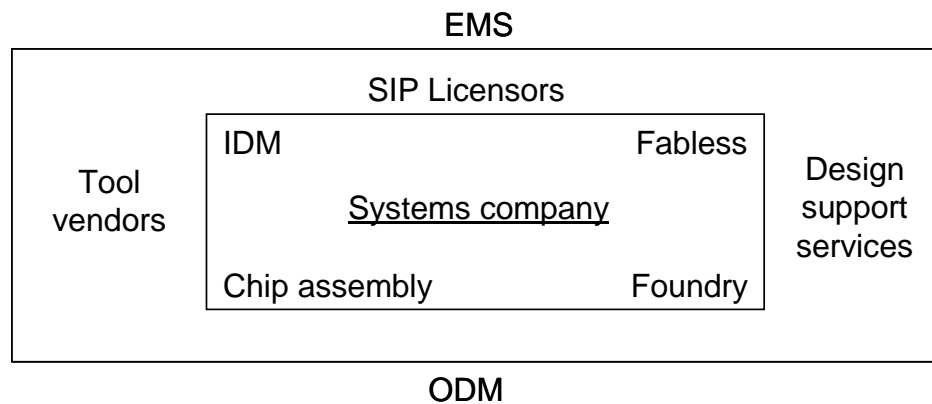 EMS
SIP Licensors
IDM
Fabless
Tool
vendors
Systems company
Design
support
services
Chip assembly
Foundry
ODM